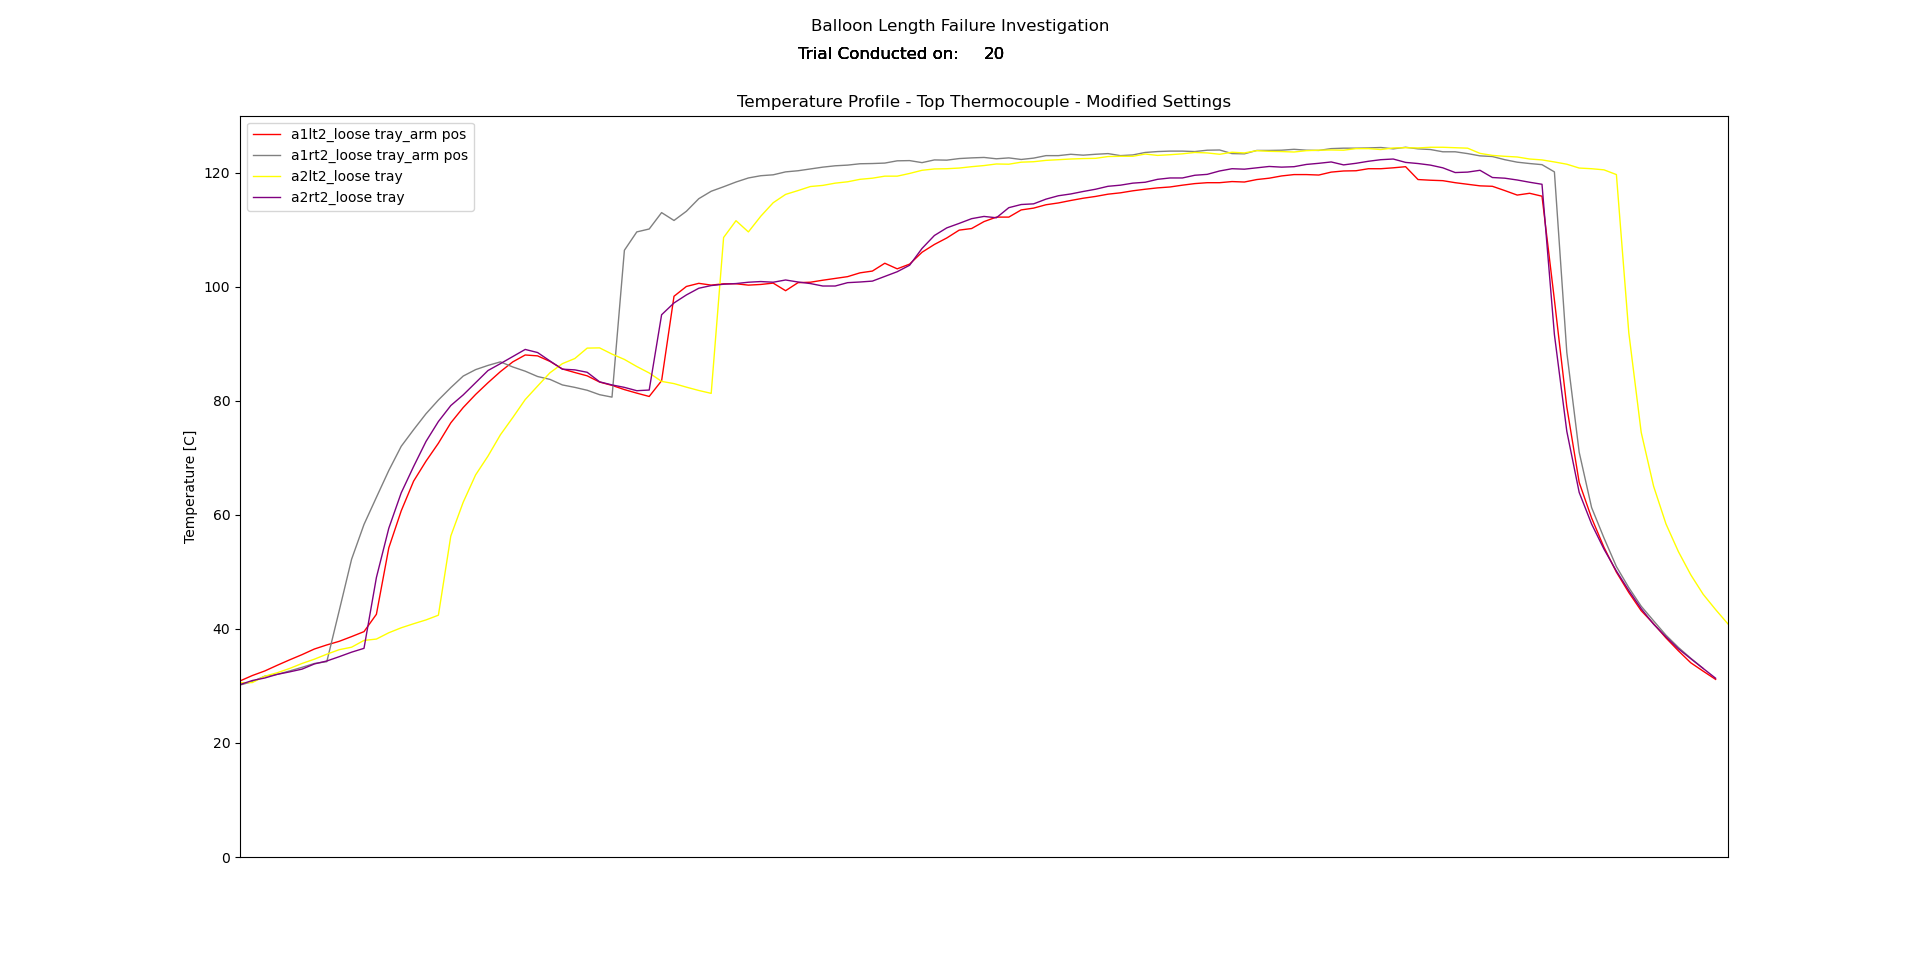 Balloon Length Failure Investigation
Trial Conducted on: 20
Temperature Profile - Top Thermocouple - Modified Settings
a1lt2_loose tray_arm pos
a1rt2_loose tray_arm pos
a2lt2_loose tray
a2rt2_loose tray
120
100
80
60
40
20
0
Temperature [C]